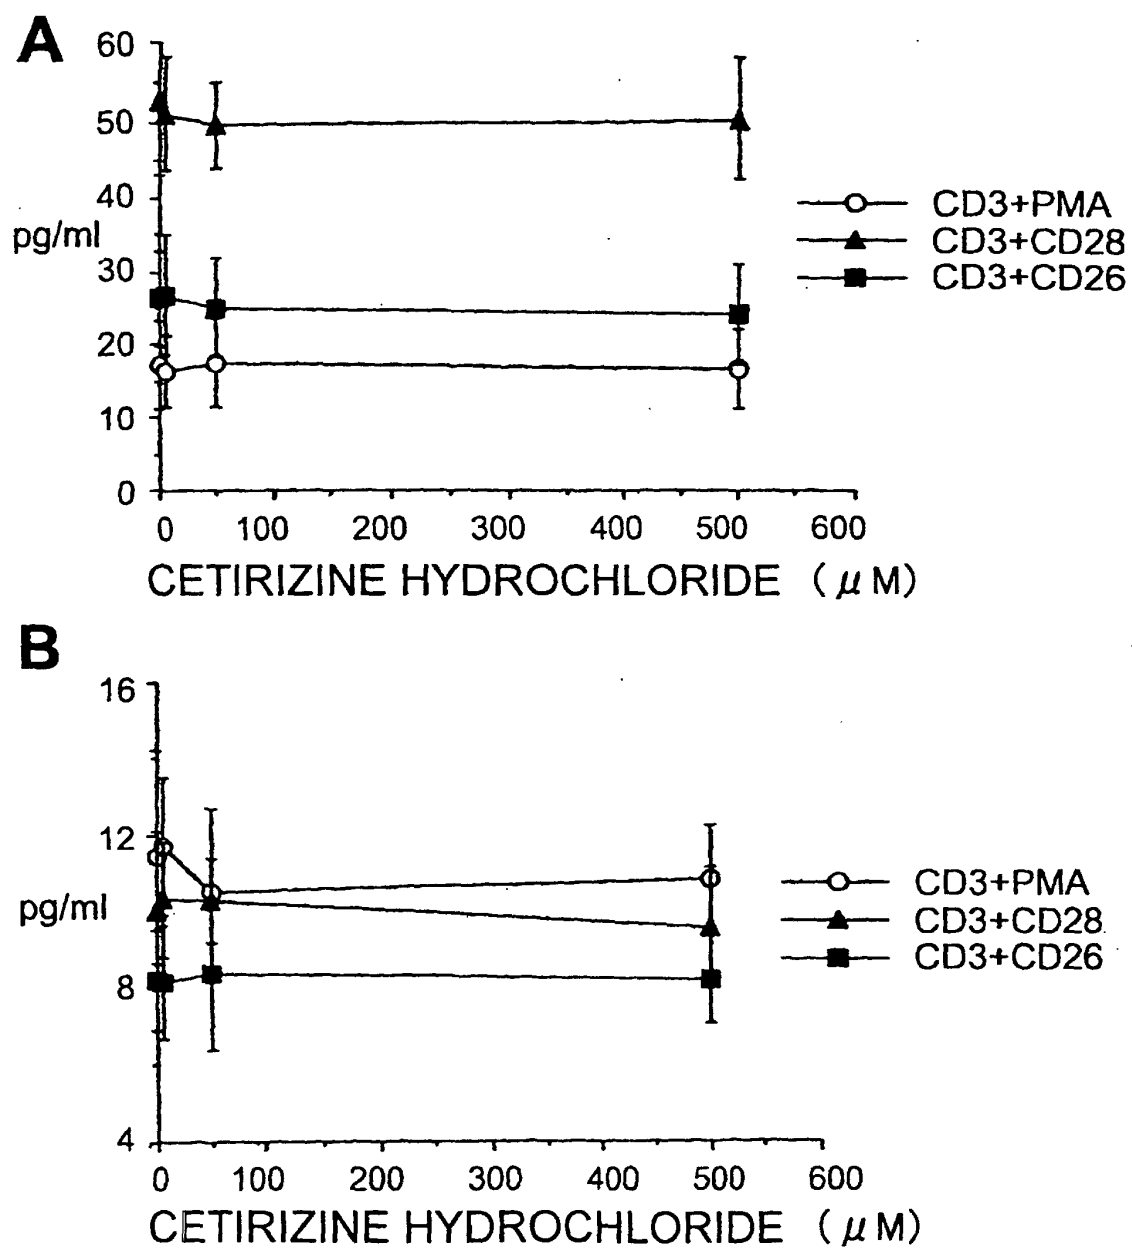 A
60
50
40
pg/ml
30
20
10
0
0 100 200 300 400 500 600
CETIRIZINE HYDROCHLORIDE (μM)
CD3+PMA
CD3+CD28
CD3+CD26
B
16
12
pg/ml
8
4
0 100 200 300 400 500 600
CETIRIZINE HYDROCHLORIDE (μM)
CD3+PMA
CD3+CD28
CD3+CD26